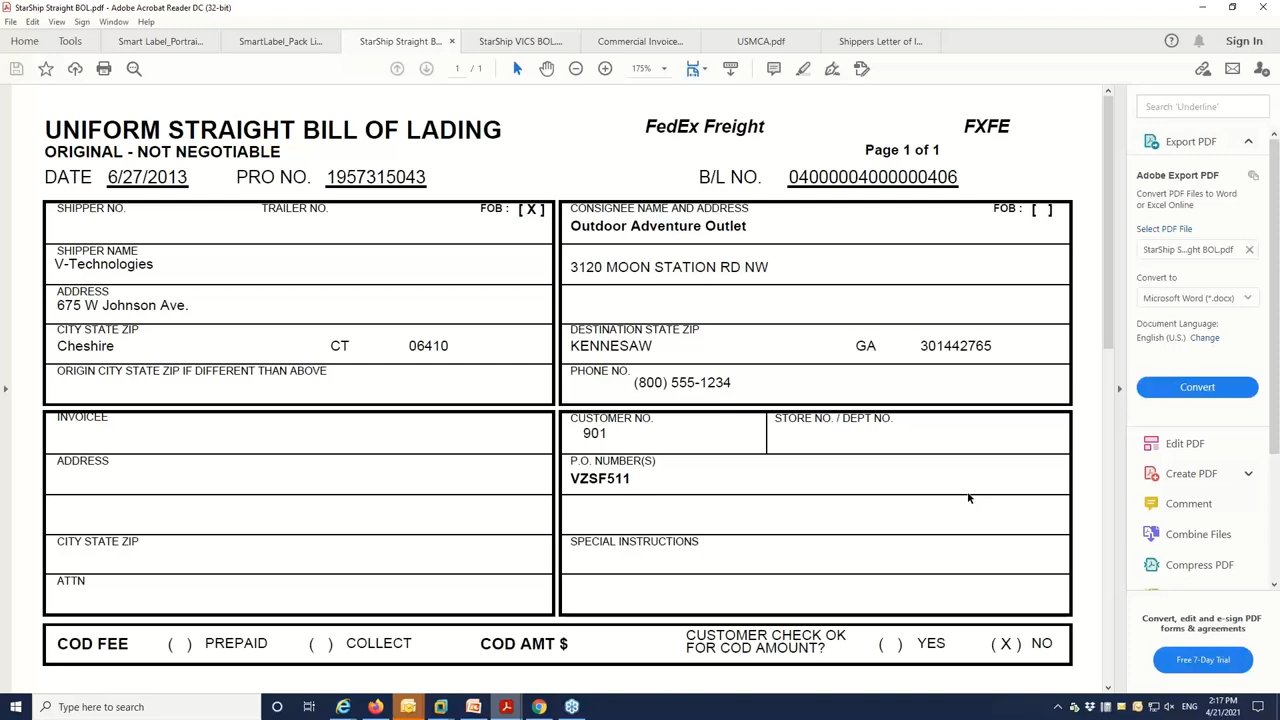 StarShip Straight BOL.pdf - Adobe Acrobat Reader DC (32-bit)
File Edit View Sign Window Help
Home Tools Smart Label_Portrai... SmartLabel_Pack Li... StarShip Straight B... StarShip VICS BOL.... Commercial Invoice... USMCA.pdf Shippers Letter of I... Sign In
1 / 1 175%
UNIFORM STRAIGHT BILL OF LADING FedEx Freight FXFE
ORIGINAL - NOT NEGOTIABLE Page 1 of 1
DATE 6/27/2013 PRO NO. 1957315043 B/L NO. 04000004000000406
SHIPPER NO. TRAILER NO. FOB : [ X ]
SHIPPER NAME
V-Technologies
ADDRESS
675 W Johnson Ave.
CITY STATE ZIP
Cheshire CT 06410
ORIGIN CITY STATE ZIP IF DIFFERENT THAN ABOVE
CONSIGNEE NAME AND ADDRESS FOB : [ ]
Outdoor Adventure Outlet
3120 MOON STATION RD NW
DESTINATION STATE ZIP
KENNESAW GA 301442765
PHONE NO.
(800) 555-1234
INVOICEE
ADDRESS
CITY STATE ZIP
ATTN
CUSTOMER NO. STORE NO. / DEPT NO.
901
P.O. NUMBER(S)
VZSF511
SPECIAL INSTRUCTIONS
COD FEE ( ) PREPAID ( ) COLLECT COD AMT $ CUSTOMER CHECK OK
FOR COD AMOUNT? ( ) YES ( X ) NO
Search 'Underline'
Export PDF
Adobe Export PDF
Convert PDF Files to Word
or Excel Online
Select PDF File
StarShip S...ght BOL.pdf
Convert to
Microsoft Word (*.docx)
Document Language:
English (U.S.) Change
Convert
Edit PDF
Create PDF
Comment
Combine Files
Compress PDF
Convert, edit and e-sign PDF
forms & agreements
Free 7-Day Trial
Type here to search
ENG
2:17 PM
4/21/2021